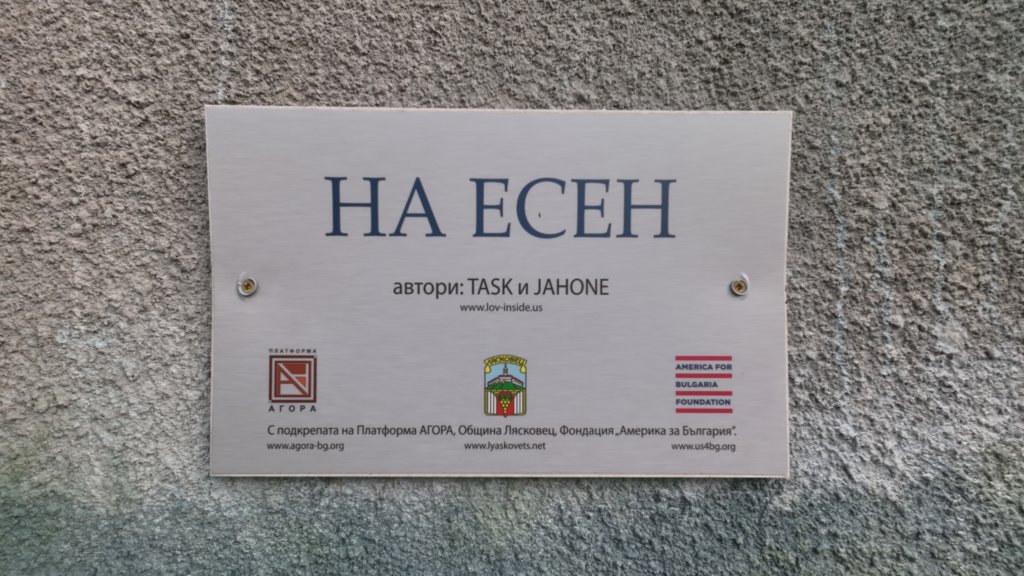 НА ЕСЕН
автори: TASK и JAHONE
www.lov-inside.us
ПЛАТФОРМА
АГОРА
ЛЯСКОВЕЦ
AMERICA FOR
BULGARIA
FOUNDATION
С подкрепата на Платформа АГОРА, Община Лясковец, Фондация „Америка за България“.
www.agora-bg.org
www.lyaskovets.net
www.us4bg.org